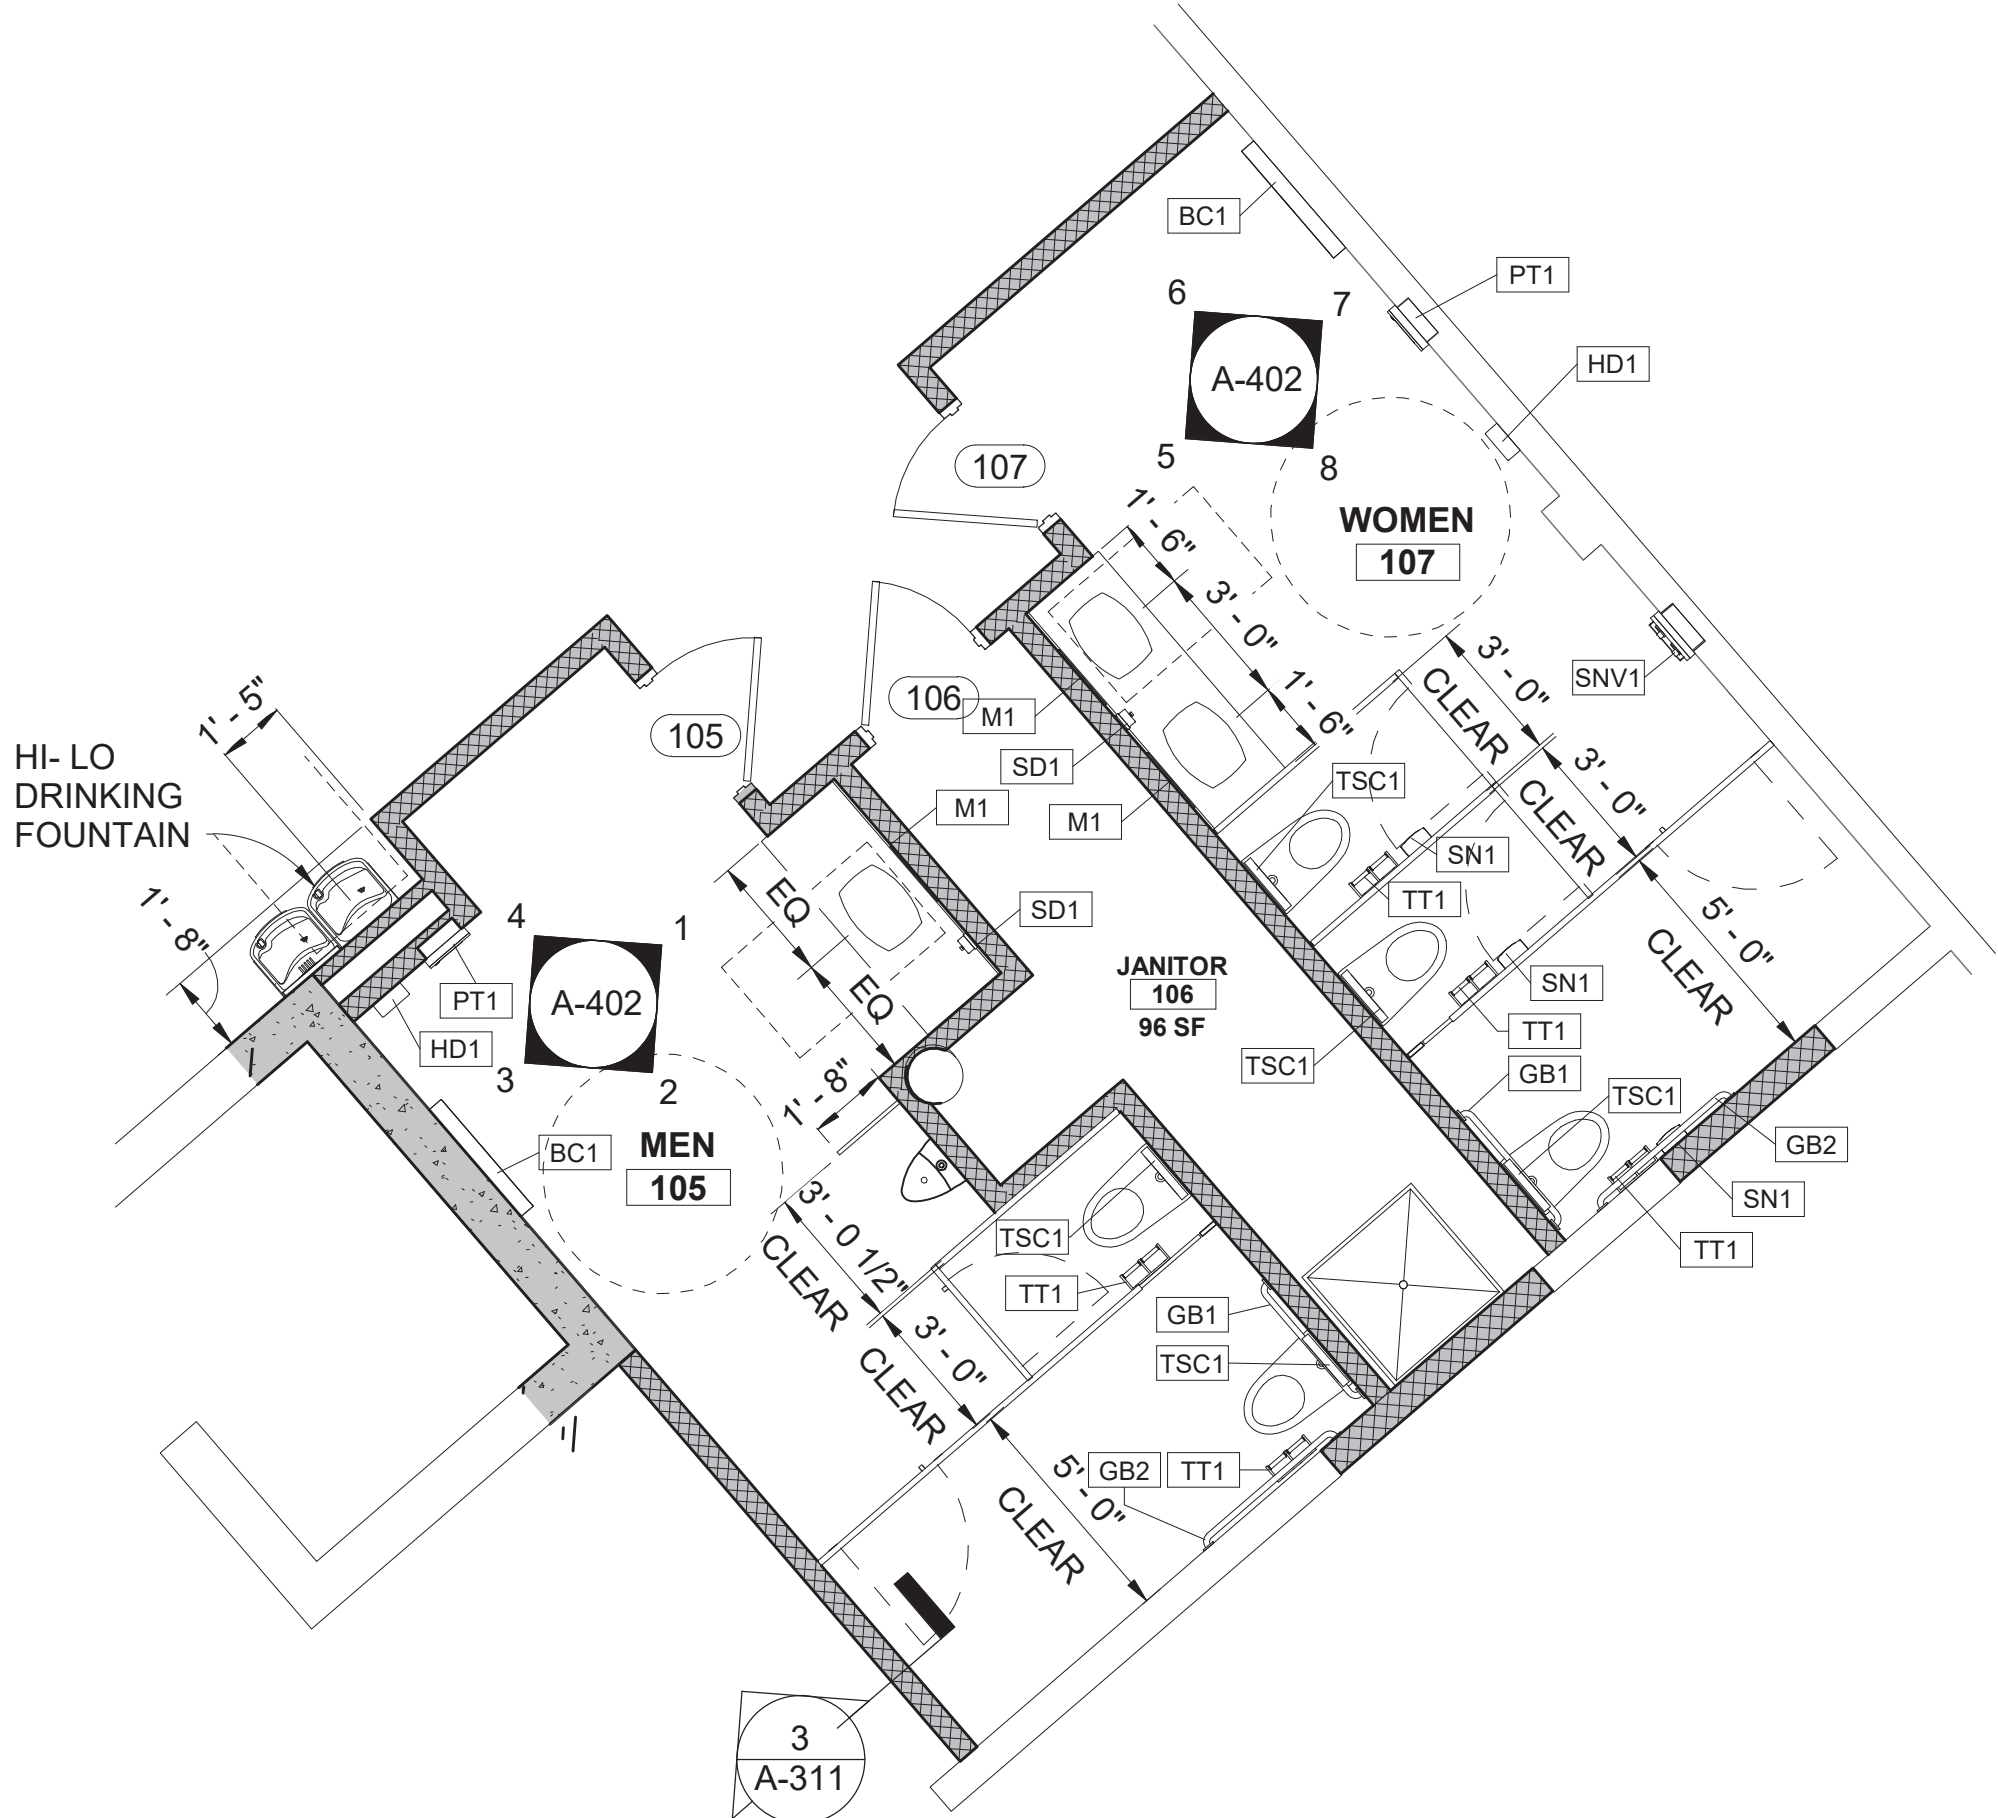 BC1
PT1
6
7
HD1
A-402
5
8
107
WOMEN
107
1' - 6"
3' - 0"
1' - 6"
3' - 0"
CLEAR
3' - 0"
CLEAR
5' - 0"
CLEAR
SNV1
106
M1
SD1
M1
105
M1
TSC1
SN1
TT1
1' - 5"
HI- LO
DRINKING
FOUNTAIN
1' - 8"
4
1
A-402
3
2
EQ
EQ
SD1
PT1
HD1
JANITOR
106
96 SF
SN1
TT1
TSC1
GB1
TSC1
GB2
SN1
TT1
1' - 8"
BC1
MEN
105
3' - 0 1/2"
CLEAR
3' - 0"
CLEAR
5' - 0"
CLEAR
TSC1
TT1
GB1
TSC1
GB2
TT1
3
A-311